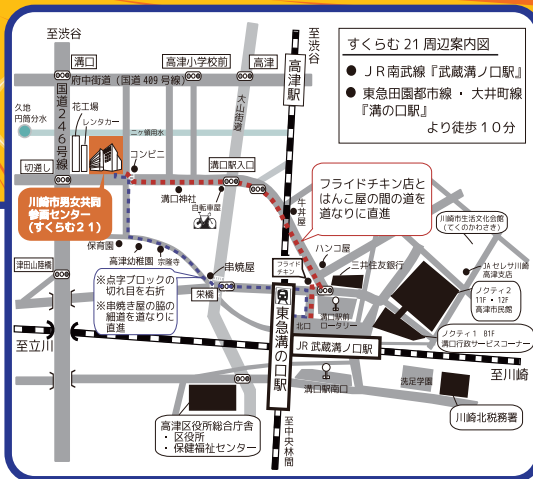 至渋谷
溝口
高津小学校前
高津
至渋谷
すくらむ21周辺案内図
● JR南武線『武蔵溝ノ口駅』
● 東急田園都市線・大井町線
『溝の口駅』
より徒歩10分
府中街道(国道409号線)
高津駅
国道246号線
大山街道
久地
円筒分水
花工場
レンタカー
二ヶ領用水
コンビニ
切通し
溝口駅入口
川崎市男女共同
参画センター
(すくらむ21)
溝口神社
自転車屋
牛丼屋
フライドチキン店と
はんこ屋の間の道を
道なりに直進
川崎市生活文化会館
(てくのかわさき)
保育園
高津幼稚園
宗隆寺
串焼屋
フライド
チキン
ハンコ屋
三井住友銀行
JAセレサ川崎
高津支店
津田山陸橋
※点字ブロックの
切れ目を右折
※串焼き屋の脇の
細道を道なりに
直進
栄橋
ノクティ2
11F・12F
高津市民館
溝口駅前
ロータリー
北口
ノクティ1 B1F
溝口行政サービスコーナー
至立川
東急溝の口駅
JR武蔵溝ノ口駅
至川崎
溝口駅南口
洗足学園
高津区役所総合庁舎
・区役所
・保健福祉センター
至中央林間
川崎北税務署